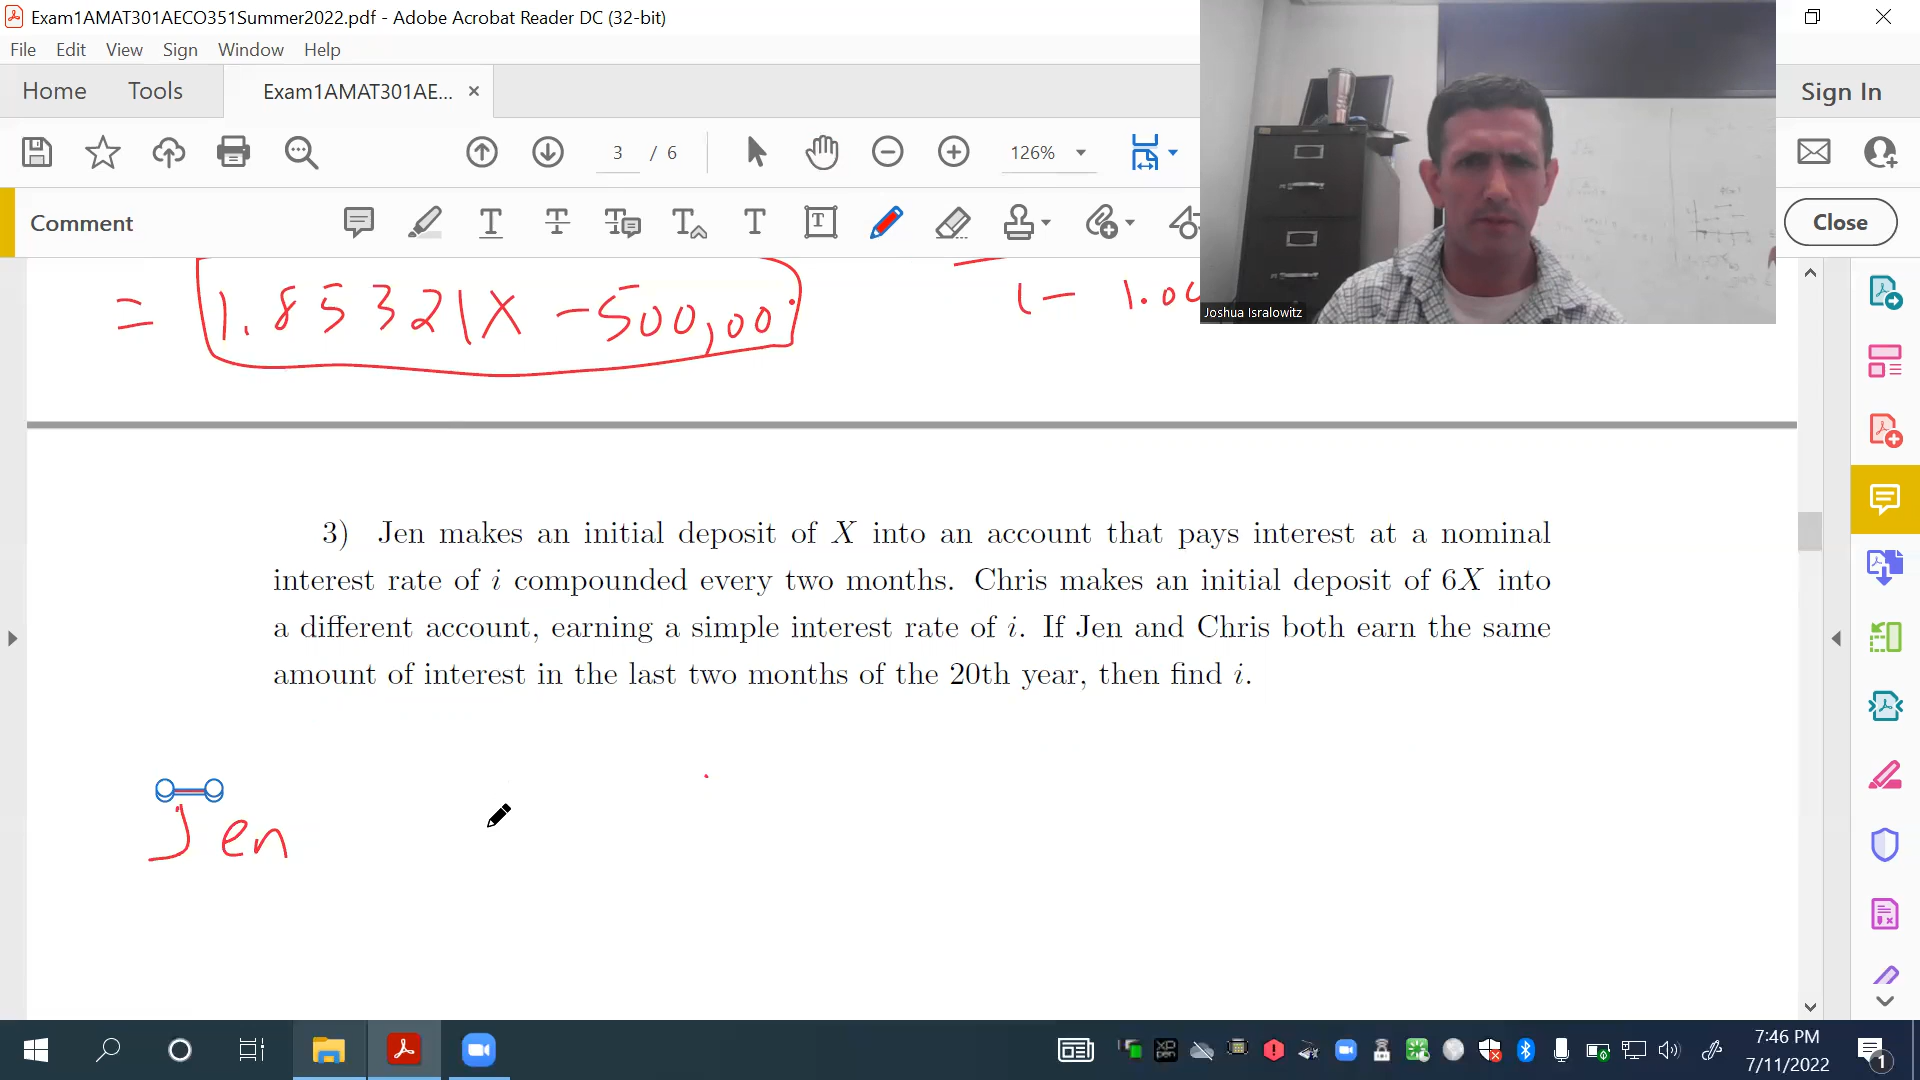 Exam1AMAT301AECO351Summer2022.pdf - Adobe Acrobat Reader DC (32-bit)
File Edit View Sign Window Help
Home Tools Exam1AMAT301AE... × Sign In
3 / 6 126%
Comment Close
= 1.85321X - 500,00
1 - 1.00
Joshua Isralowitz
3) Jen makes an initial deposit of X into an account that pays interest at a nominal
interest rate of i compounded every two months. Chris makes an initial deposit of 6X into
a different account, earning a simple interest rate of i. If Jen and Chris both earn the same
amount of interest in the last two months of the 20th year, then find i.
Jen
7:46 PM
7/11/2022
1